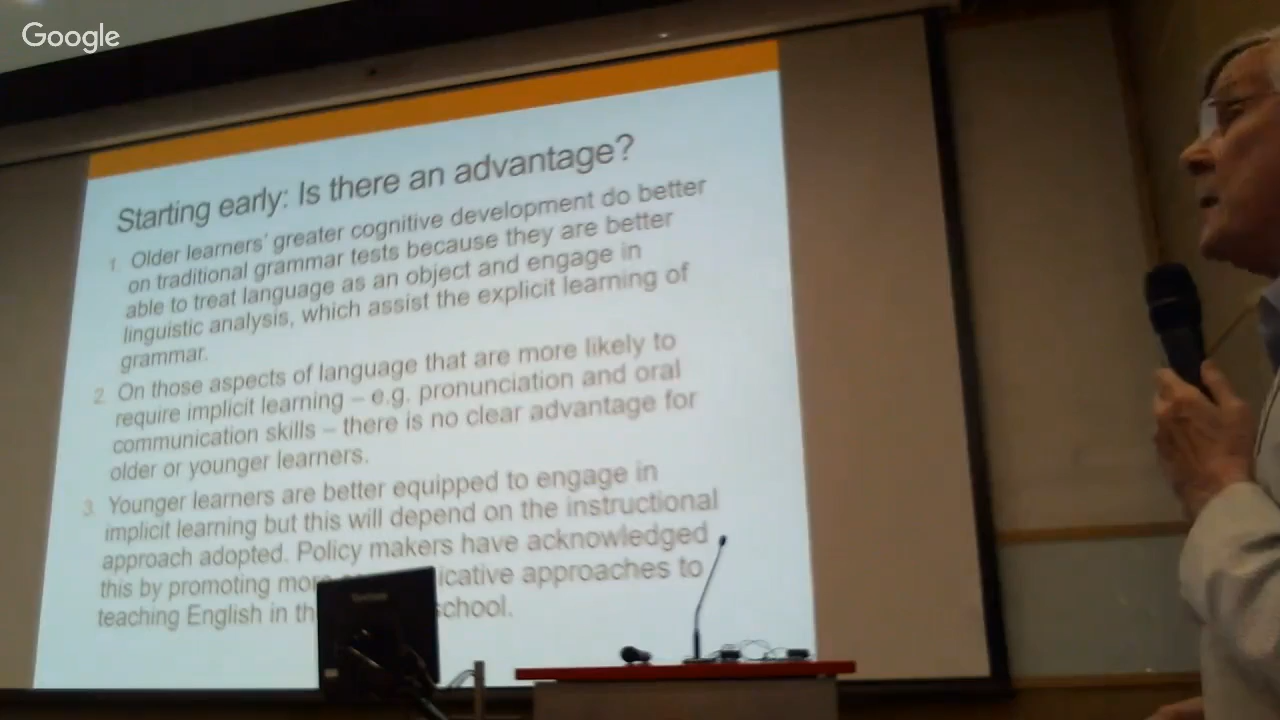 Google
Starting early: Is there an advantage?
1. Older learners' greater cognitive development do better
on traditional grammar tests because they are better
able to treat language as an object and engage in
linguistic analysis, which assist the explicit learning of
grammar.
2. On those aspects of language that are more likely to
require implicit learning – e.g. pronunciation and oral
communication skills – there is no clear advantage for
older or younger learners.
3. Younger learners are better equipped to engage in
implicit learning but this will depend on the instructional
approach adopted. Policy makers have acknowledged
this by promoting icative approaches to
teaching English in school.